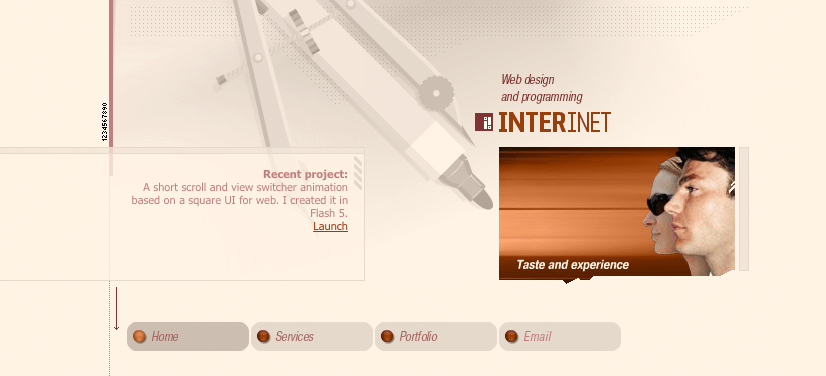 Web design
and programming
INTERINET
1234567890
Recent project:
A short scroll and view switcher animation
based on a square UI for web. I created it in
Flash 5.
Launch
Taste and experience
Home
Services
Portfolio
Email